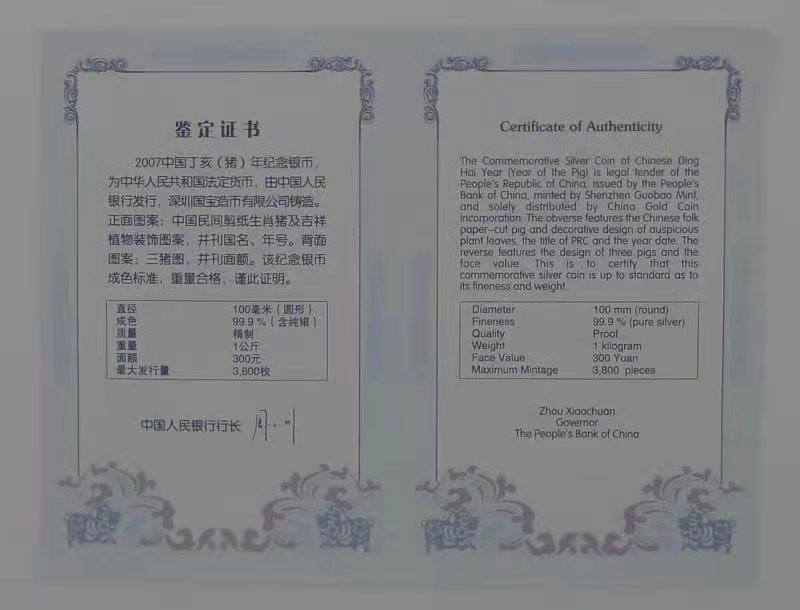 鉴定证书
2007中国丁亥（猪）年纪念银币，
为中华人民共和国法定货币，由中国人民
银行发行，深圳国宝造币有限公司铸造。
正面图案：中国民间剪纸生肖猪及吉祥
植物装饰图案，并刊国名、年号。背面
图案：三猪图，并刊面额。该纪念银币
成色标准，重量合格，谨此证明。
直径 100毫米（圆形）
成色 99.9％（含纯银）
质量 精制
重量 1公斤
面额 300元
最大发行量 3,800枚
中国人民银行行长
Certificate of Authenticity
The Commemorative Silver Coin of Chinese Ding
Hai Year (Year of the Pig) is legal tender of the
People's Republic of China, issued by the People's
Bank of China, minted by Shenzhen Guobao Mint,
and solely distributed by China Gold Coin
Incorporation. The obverse features the Chinese folk
paper-cut pig and decorative design of auspicious
plant leaves, the title of PRC and the year date. The
reverse features the design of three pigs and the
face value. This is to certify that this
commemorative silver coin is up to standard as to
its fineness and weight.
Diameter 100 mm (round)
Fineness 99.9 % (pure silver)
Quality Proof
Weight 1 kilogram
Face Value 300 Yuan
Maximum Mintage 3,800 pieces
Zhou Xiaochuan
Governor
The People's Bank of China